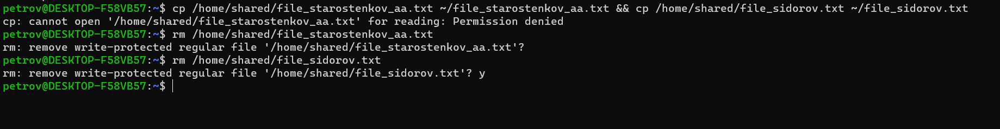 petrov@DESKTOP-F58VB57:~$ cp /home/shared/file_starostenkov_aa.txt ~/file_starostenkov_aa.txt && cp /home/shared/file_sidorov.txt ~/file_sidorov.txt
cp: cannot open '/home/shared/file_starostenkov_aa.txt' for reading: Permission denied
petrov@DESKTOP-F58VB57:~$ rm /home/shared/file_starostenkov_aa.txt
rm: remove write-protected regular file '/home/shared/file_starostenkov_aa.txt'?
petrov@DESKTOP-F58VB57:~$ rm /home/shared/file_sidorov.txt
rm: remove write-protected regular file '/home/shared/file_sidorov.txt'? y
petrov@DESKTOP-F58VB57:~$